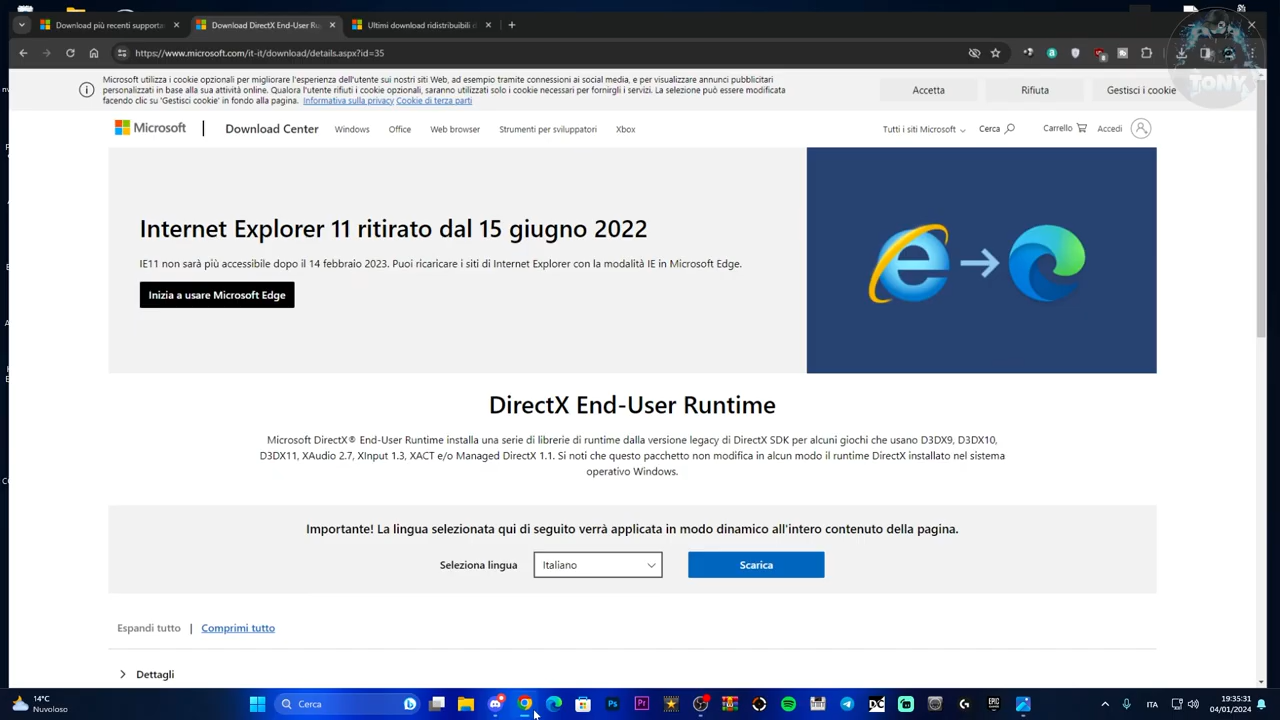 Download più recenti supporta
Download DirectX End-User Ru
Ultimi download ridistribuibili
https://www.microsoft.com/it-it/download/details.aspx?id=35
TONY
Microsoft utilizza i cookie opzionali per migliorare l'esperienza dell'utente sui nostri siti Web, ad esempio tramite connessioni ai social media, e per visualizzare annunci pubblicitari
personalizzati in base alla sua attività online. Qualora l'utente rifiuti i cookie opzionali, saranno utilizzati solo i cookie necessari per fornirgli i servizi. La selezione può essere modificata
facendo clic su 'Gestisci cookie' in fondo alla pagina. Informativa sulla privacy Cookie di terza parti
Accetta
Rifiuta
Gestisci i cookie
Microsoft
Download Center
Windows
Office
Web browser
Strumenti per sviluppatori
Xbox
Tutti i siti Microsoft
Cerca
Carrello
Accedi
Internet Explorer 11 ritirato dal 15 giugno 2022
IE11 non sarà più accessibile dopo il 14 febbraio 2023. Puoi ricaricare i siti di Internet Explorer con la modalità IE in Microsoft Edge.
Inizia a usare Microsoft Edge
DirectX End-User Runtime
Microsoft DirectX® End-User Runtime installa una serie di librerie di runtime dalla versione legacy di DirectX SDK per alcuni giochi che usano D3DX9, D3DX10,
D3DX11, XAudio 2.7, XInput 1.3, XACT e/o Managed DirectX 1.1. Si noti che questo pacchetto non modifica in alcun modo il runtime DirectX installato nel sistema
operativo Windows.
Importante! La lingua selezionata qui di seguito verrà applicata in modo dinamico all'intero contenuto della pagina.
Seleziona lingua
Italiano
Scarica
Espandi tutto | Comprimi tutto
Dettagli
14°C
Nuvoloso
Cerca
Ps
Pr
EPIC
ITA
19:35:31
04/01/2024